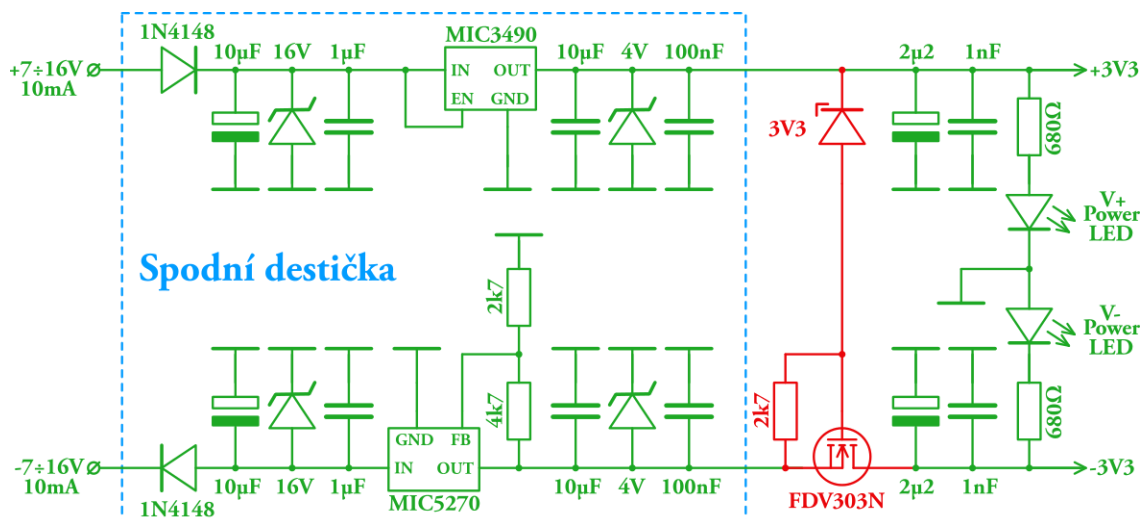 1N4148
10µF
16V
1µF
MIC3490
10µF
4V
100nF
2µ2
1nF
+7÷16V
10mA
IN
OUT
EN
GND
+3V3
3V3
680Ω
V+
Power
LED
Spodní destička
2k7
V-
Power
LED
4k7
2k7
680Ω
GND
FB
IN
OUT
-7÷16V
10mA
-3V3
1N4148
10µF
16V
1µF
MIC5270
10µF
4V
100nF
FDV303N
2µ2
1nF